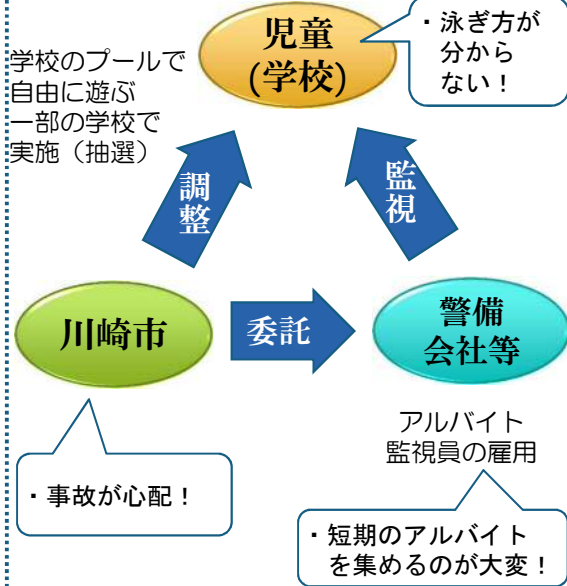 児童
(学校)
・泳ぎ方が
分から
ない！
学校のプールで
自由に遊ぶ
一部の学校で
実施（抽選）
調整
監視
川崎市
委託
警備
会社等
アルバイト
監視員の雇用
・事故が心配！
・短期のアルバイト
を集めるのが大変！